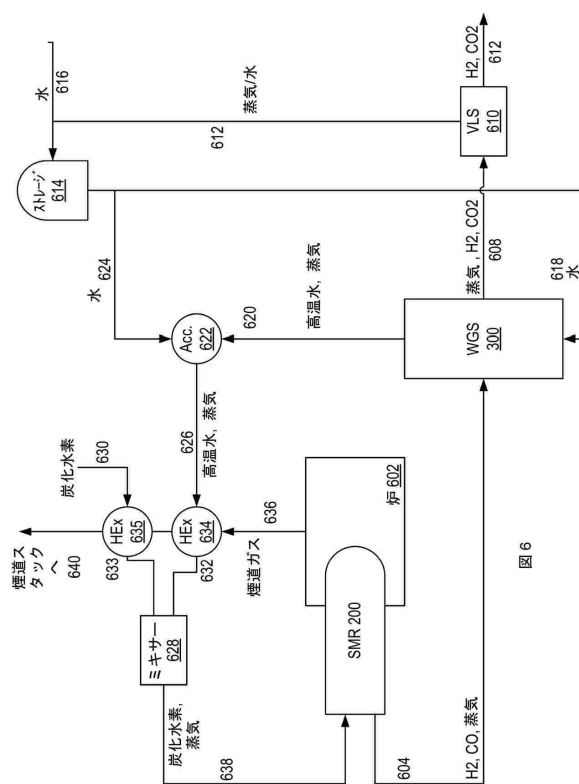 煙道ス
タック
へ
640
炭化水素
630
HEx
635
633
ミキサー
628
632
HEx
634
炭化水素,
蒸気
638
煙道ガス
636
626
高温水, 蒸気
SMR 200
炉 602
604
H2, CO, 蒸気
Acc.
622
水
624
ストレージ
614
水
616
620
高温水, 蒸気
蒸気/水
612
WGS
300
蒸気 , H2, CO2
608
VLS
610
H2, CO2
612
618
水
図 6